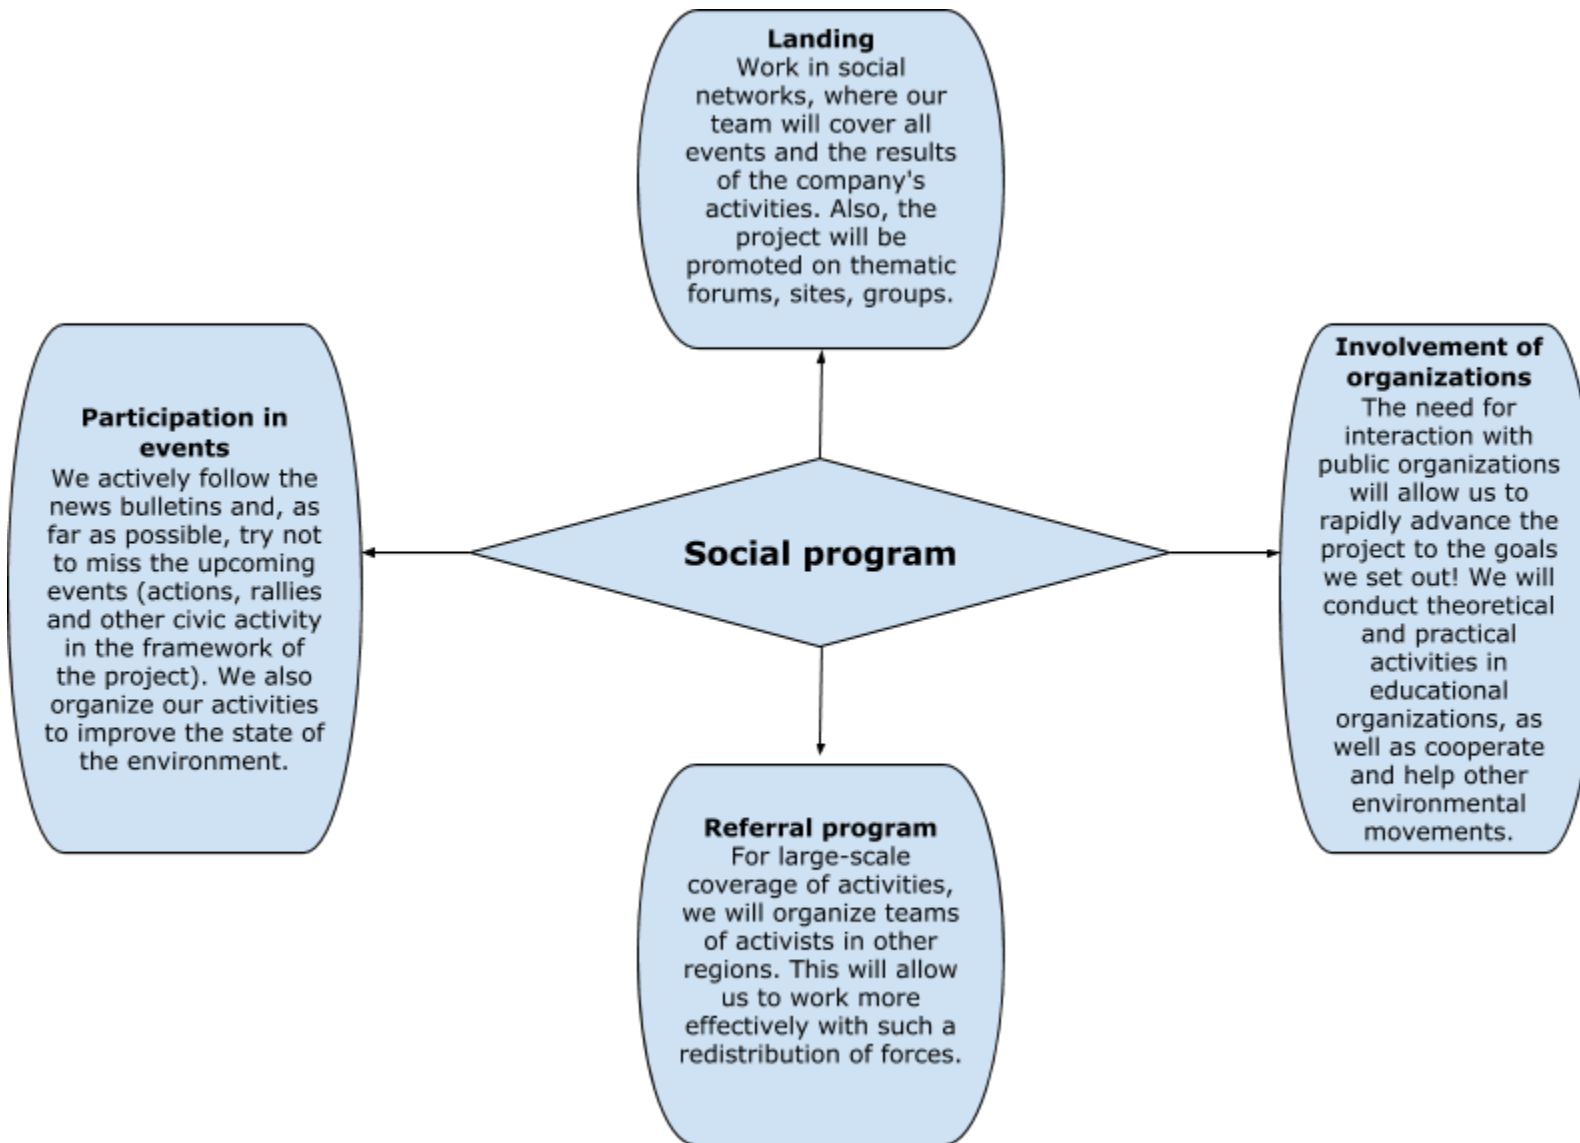 Landing
Work in social
networks, where our
team will cover all
events and the results
of the company's
activities. Also, the
project will be
promoted on thematic
forums, sites, groups.
Participation in
events
We actively follow the
news bulletins and, as
far as possible, try not
to miss the upcoming
events (actions, rallies
and other civic activity
in the framework of
the project). We also
organize our activities
to improve the state of
the environment.
Social program
Involvement of
organizations
The need for
interaction with
public organizations
will allow us to
rapidly advance the
project to the goals
we set out! We will
conduct theoretical
and practical
activities in
educational
organizations, as
well as cooperate
and help other
environmental
movements.
Referral program
For large-scale
coverage of activities,
we will organize teams
of activists in other
regions. This will allow
us to work more
effectively with such a
redistribution of forces.